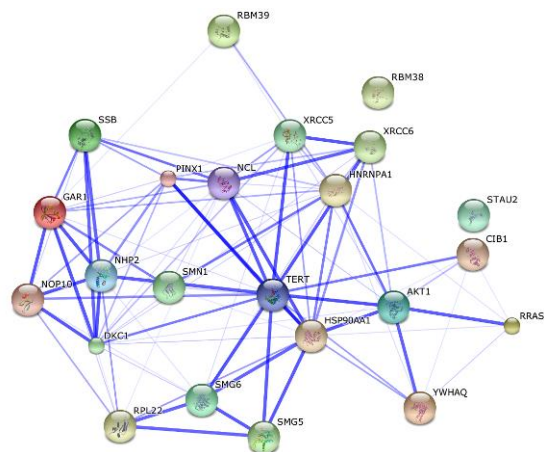 RBM39
RBM38
SSB
XRCC5
XRCC6
PINX1
NCL
HNRNPA1
GAR1
STAU2
NHP2
CIB1
SMN1
NOP10
TERT
AKT1
RRAS
HSP90AA1
DKC1
SMG6
YWHAQ
RPL22
SMG5